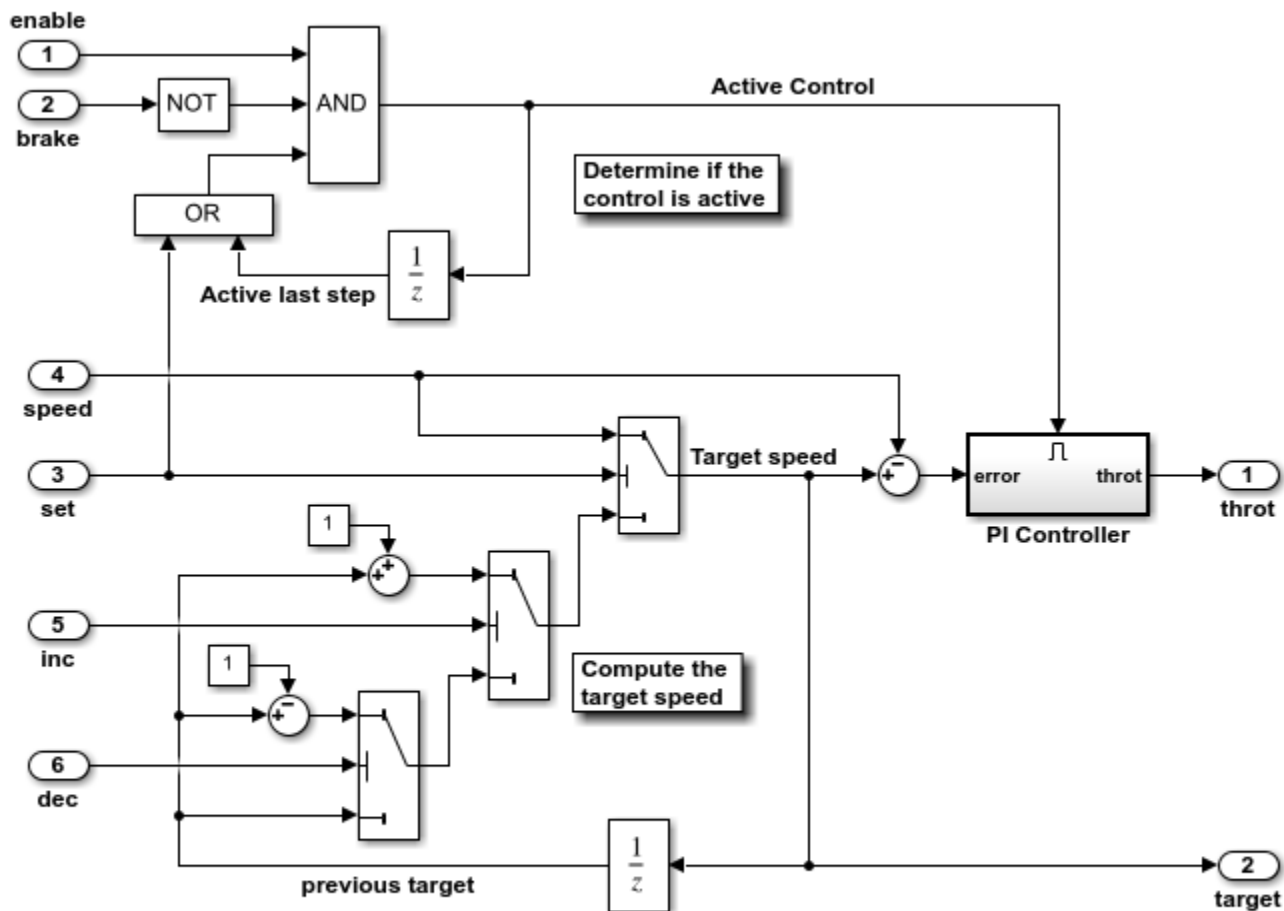 enable
1
2
brake
NOT
AND
OR
Active Control
Determine if the
control is active
1
z
Active last step
4
speed
3
set
Target speed
−
+
error
throt
PI Controller
1
throt
1
+
+
5
inc
1
−
+
Compute the
target speed
6
dec
1
z
previous target
2
target